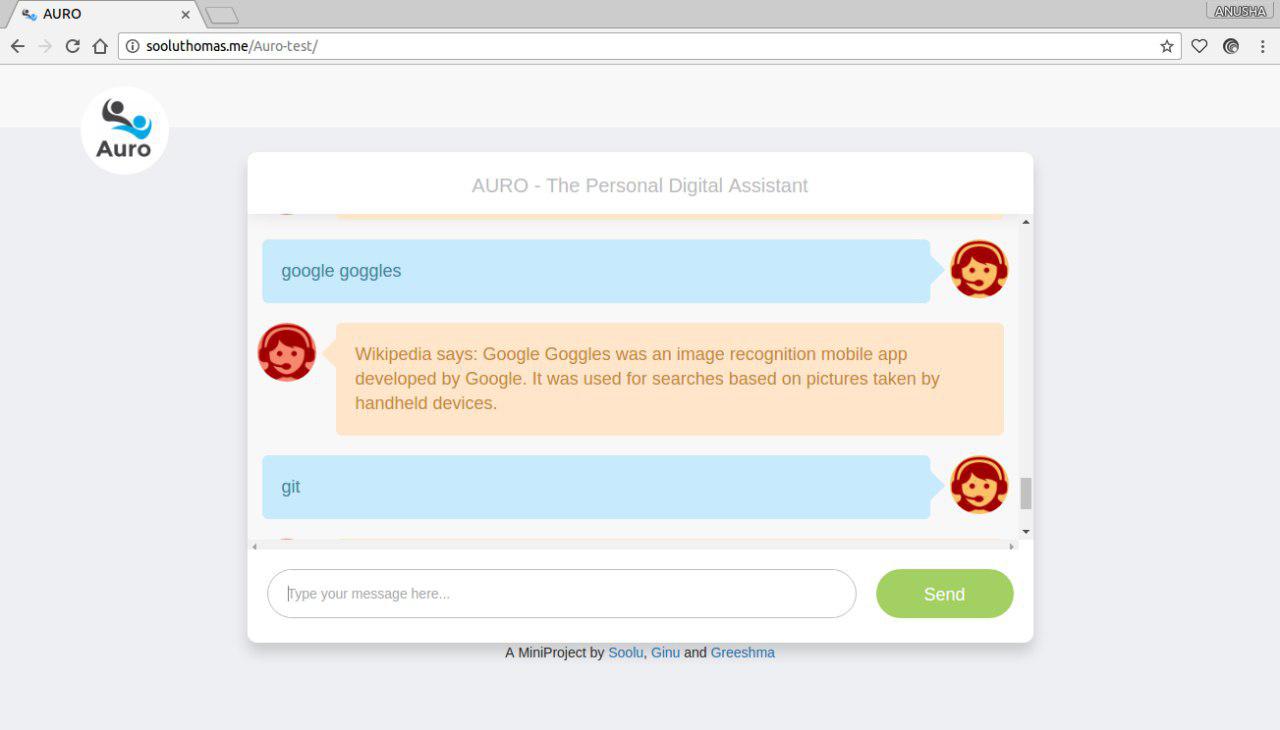 AURO
ANUSHA
sooluthomas.me/Auro-test/
Auro
AURO - The Personal Digital Assistant
google goggles
Wikipedia says: Google Goggles was an image recognition mobile app
developed by Google. It was used for searches based on pictures taken by
handheld devices.
git
Type your message here...
Send
A MiniProject by Soolu, Ginu and Greeshma